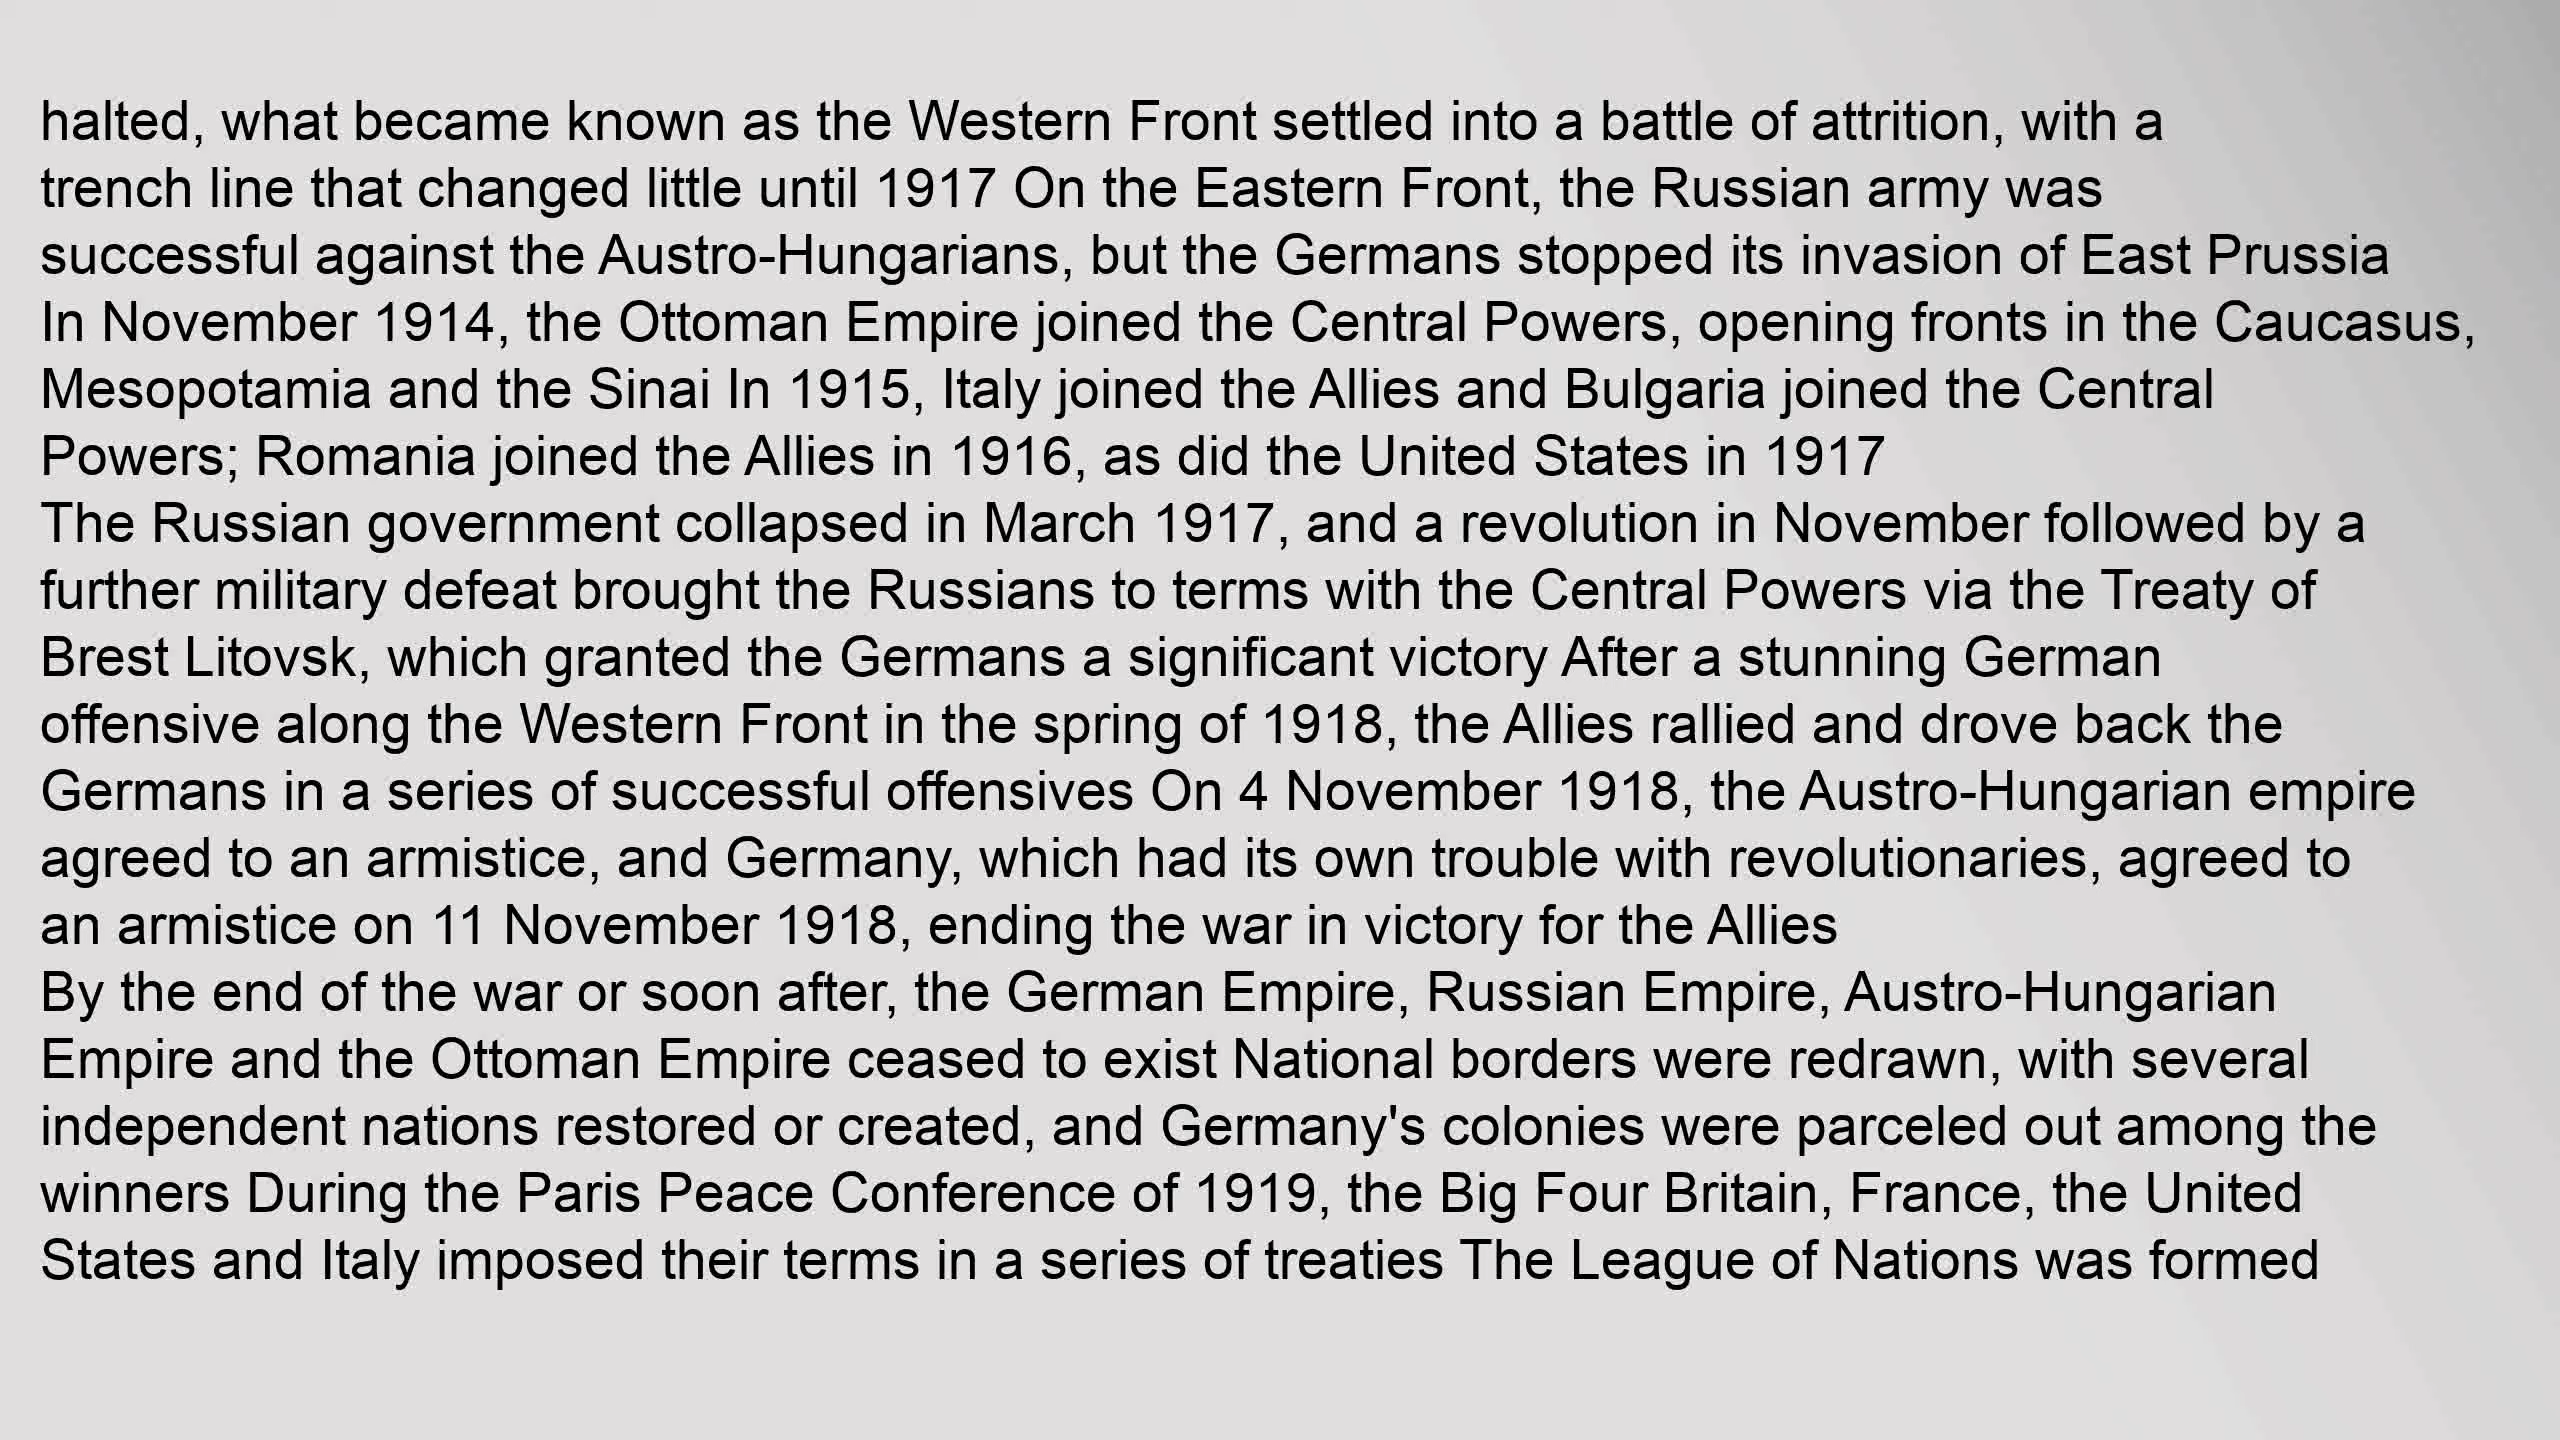 halted, what became known as the Western Front settled into a battle of attrition, with a
trench line that changed little until 1917 On the Eastern Front, the Russian army was
successful against the Austro-Hungarians, but the Germans stopped its invasion of East Prussia
In November 1914, the Ottoman Empire joined the Central Powers, opening fronts in the Caucasus,
Mesopotamia and the Sinai In 1915, Italy joined the Allies and Bulgaria joined the Central
Powers; Romania joined the Allies in 1916, as did the United States in 1917
The Russian government collapsed in March 1917, and a revolution in November followed by a
further military defeat brought the Russians to terms with the Central Powers via the Treaty of
Brest Litovsk, which granted the Germans a significant victory After a stunning German
offensive along the Western Front in the spring of 1918, the Allies rallied and drove back the
Germans in a series of successful offensives On 4 November 1918, the Austro-Hungarian empire
agreed to an armistice, and Germany, which had its own trouble with revolutionaries, agreed to
an armistice on 11 November 1918, ending the war in victory for the Allies
By the end of the war or soon after, the German Empire, Russian Empire, Austro-Hungarian
Empire and the Ottoman Empire ceased to exist National borders were redrawn, with several
independent nations restored or created, and Germany's colonies were parceled out among the
winners During the Paris Peace Conference of 1919, the Big Four Britain, France, the United
States and Italy imposed their terms in a series of treaties The League of Nations was formed